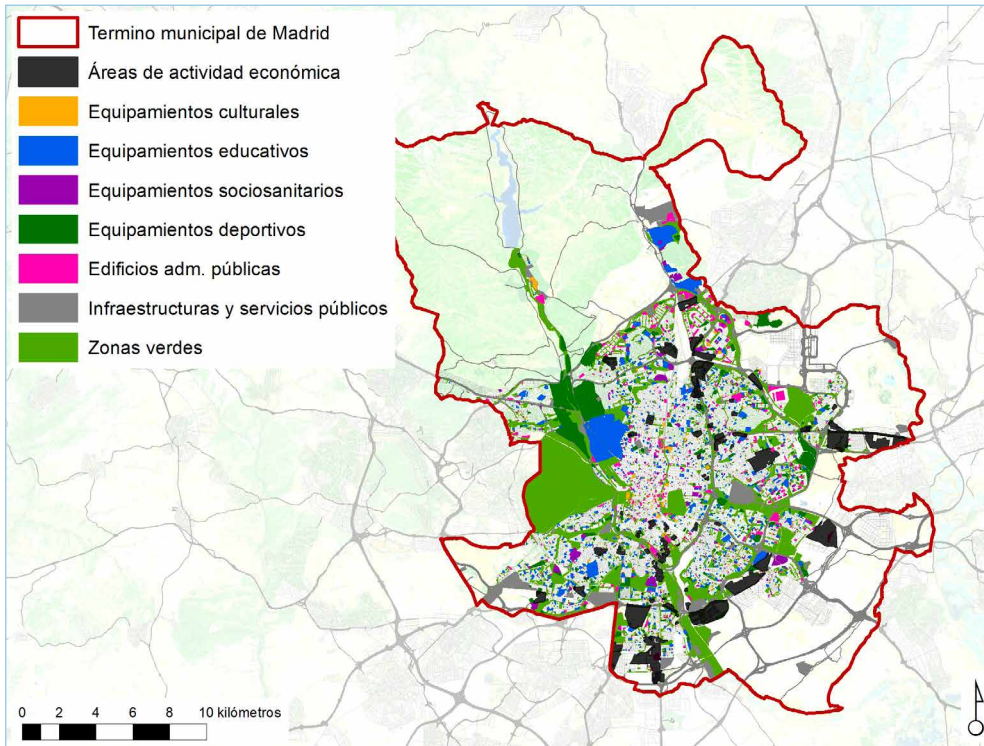 Termino municipal de Madrid
Áreas de actividad económica
Equipamientos culturales
Equipamientos educativos
Equipamientos sociosanitarios
Equipamientos deportivos
Edificios adm. públicas
Infraestructuras y servicios públicos
Zonas verdes
0 2 4 6 8 10 kilómetros